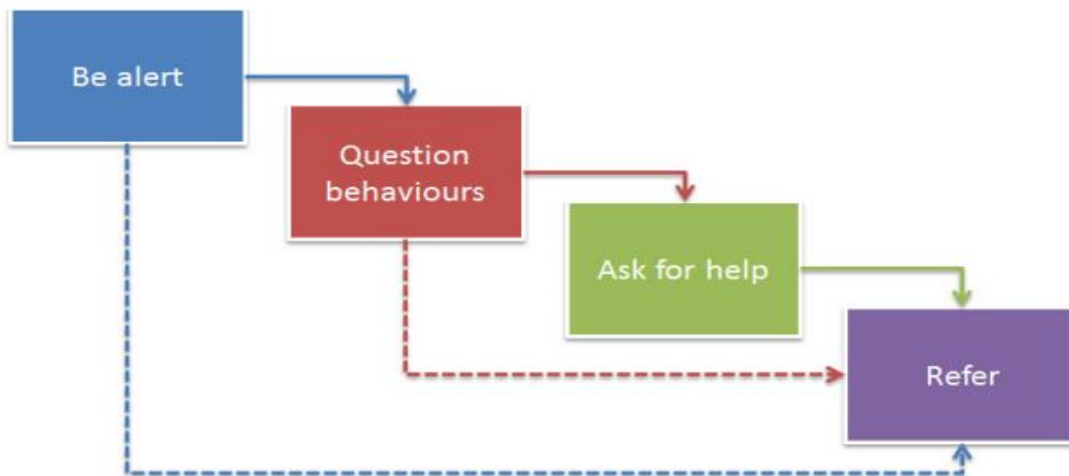 Be alert
Question
behaviours
Ask for help
Refer